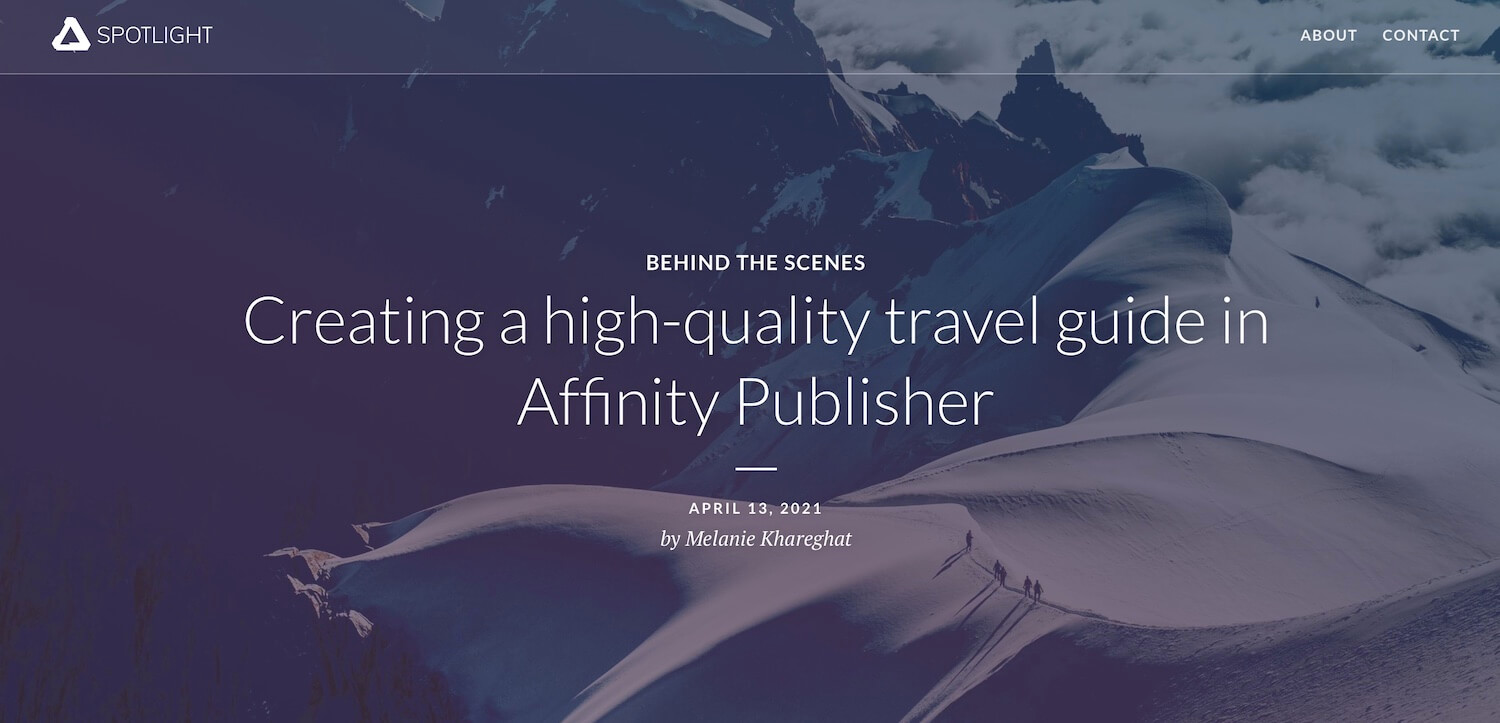 SPOTLIGHT
ABOUT CONTACT
BEHIND THE SCENES
Creating a high-quality travel guide in
Affinity Publisher
APRIL 13, 2021
by Melanie Khareghat